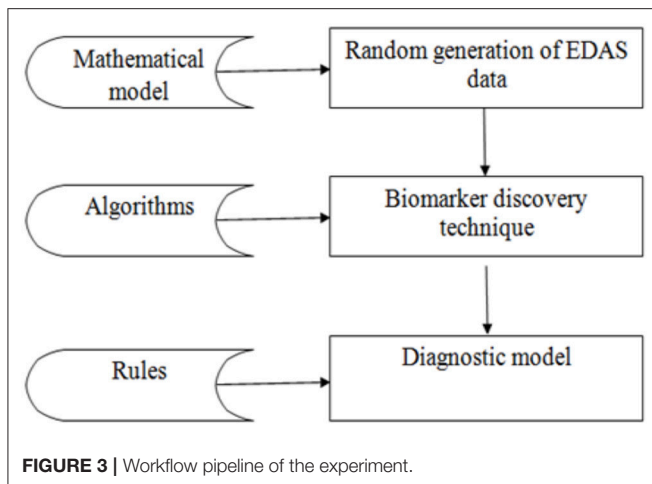 Mathematical
model
Random generation of EDAS
data
Algorithms
Biomarker discovery
technique
Rules
Diagnostic model
FIGURE 3 | Workflow pipeline of the experiment.